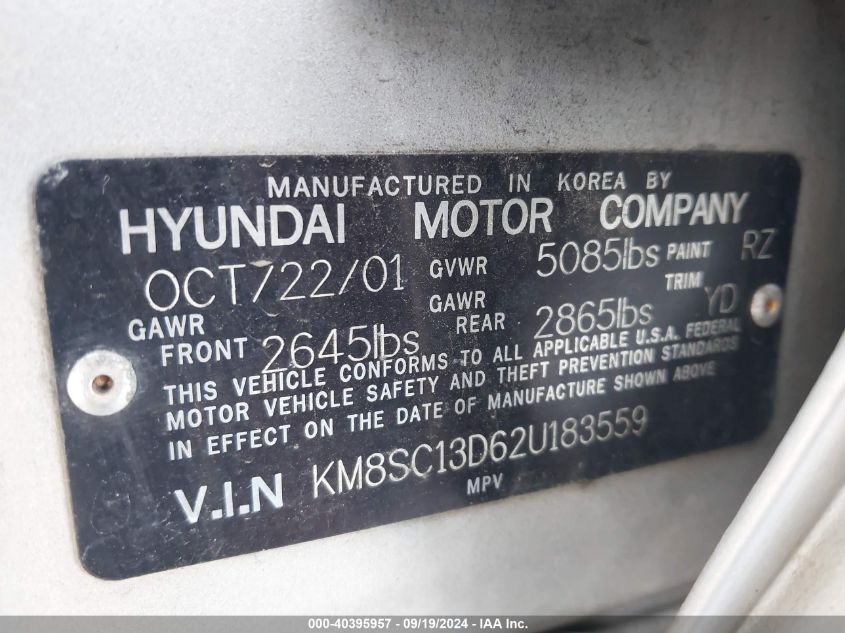 MANUFACTURED IN KOREA BY
HYUNDAI MOTOR COMPANY
OCT/22/01 GVWR 5085lbs PAINT RZ
GAWR FRONT 2645lbs GAWR REAR 2865lbs TRIM YD
THIS VEHICLE CONFORMS TO ALL APPLICABLE U.S.A. FEDERAL
MOTOR VEHICLE SAFETY AND THEFT PREVENTION STANDARDS
IN EFFECT ON THE DATE OF MANUFACTURE SHOWN ABOVE
V.I.N KM8SC13D62U183559
MPV
000-40395957 - 09/19/2024 - IAA Inc.